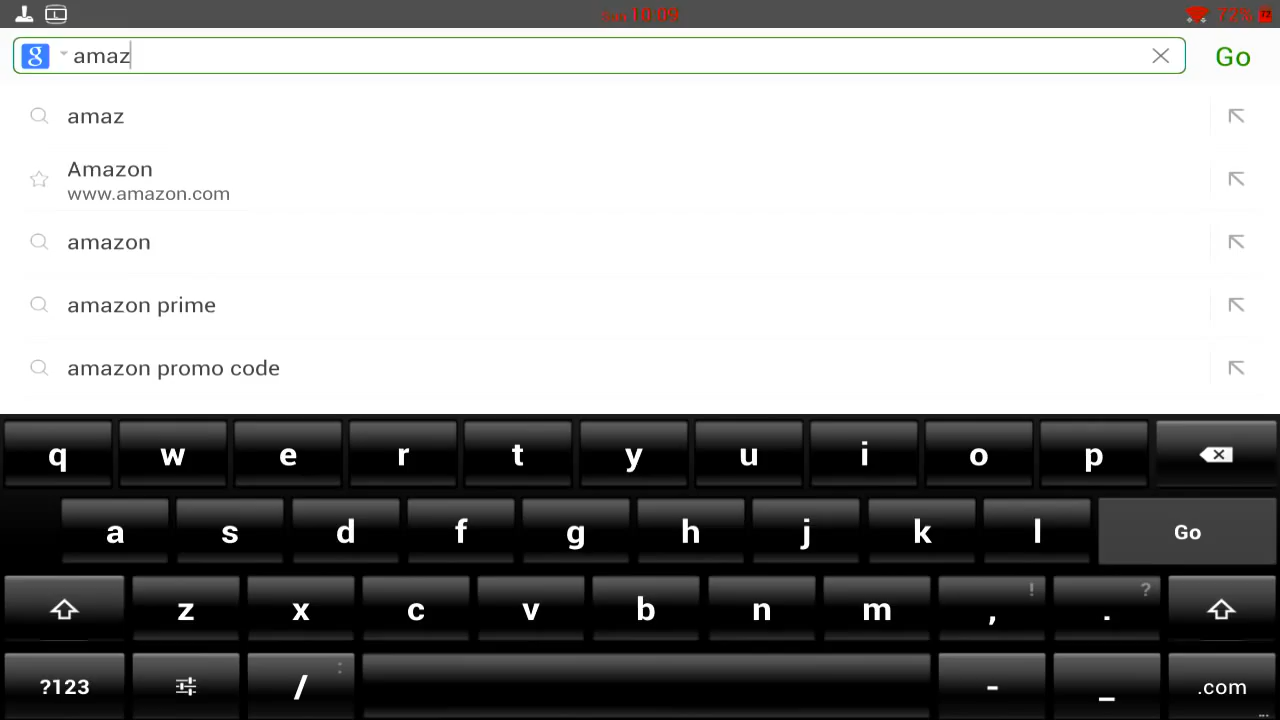 Sun 10:09 72% 72
g amaz Go
amaz
Amazon
www.amazon.com
amazon
amazon prime
amazon promo code
q w e r t y u i o p
a s d f g h j k l Go
z x c v b n m , ! . ?
?123 / : - _ .com ...